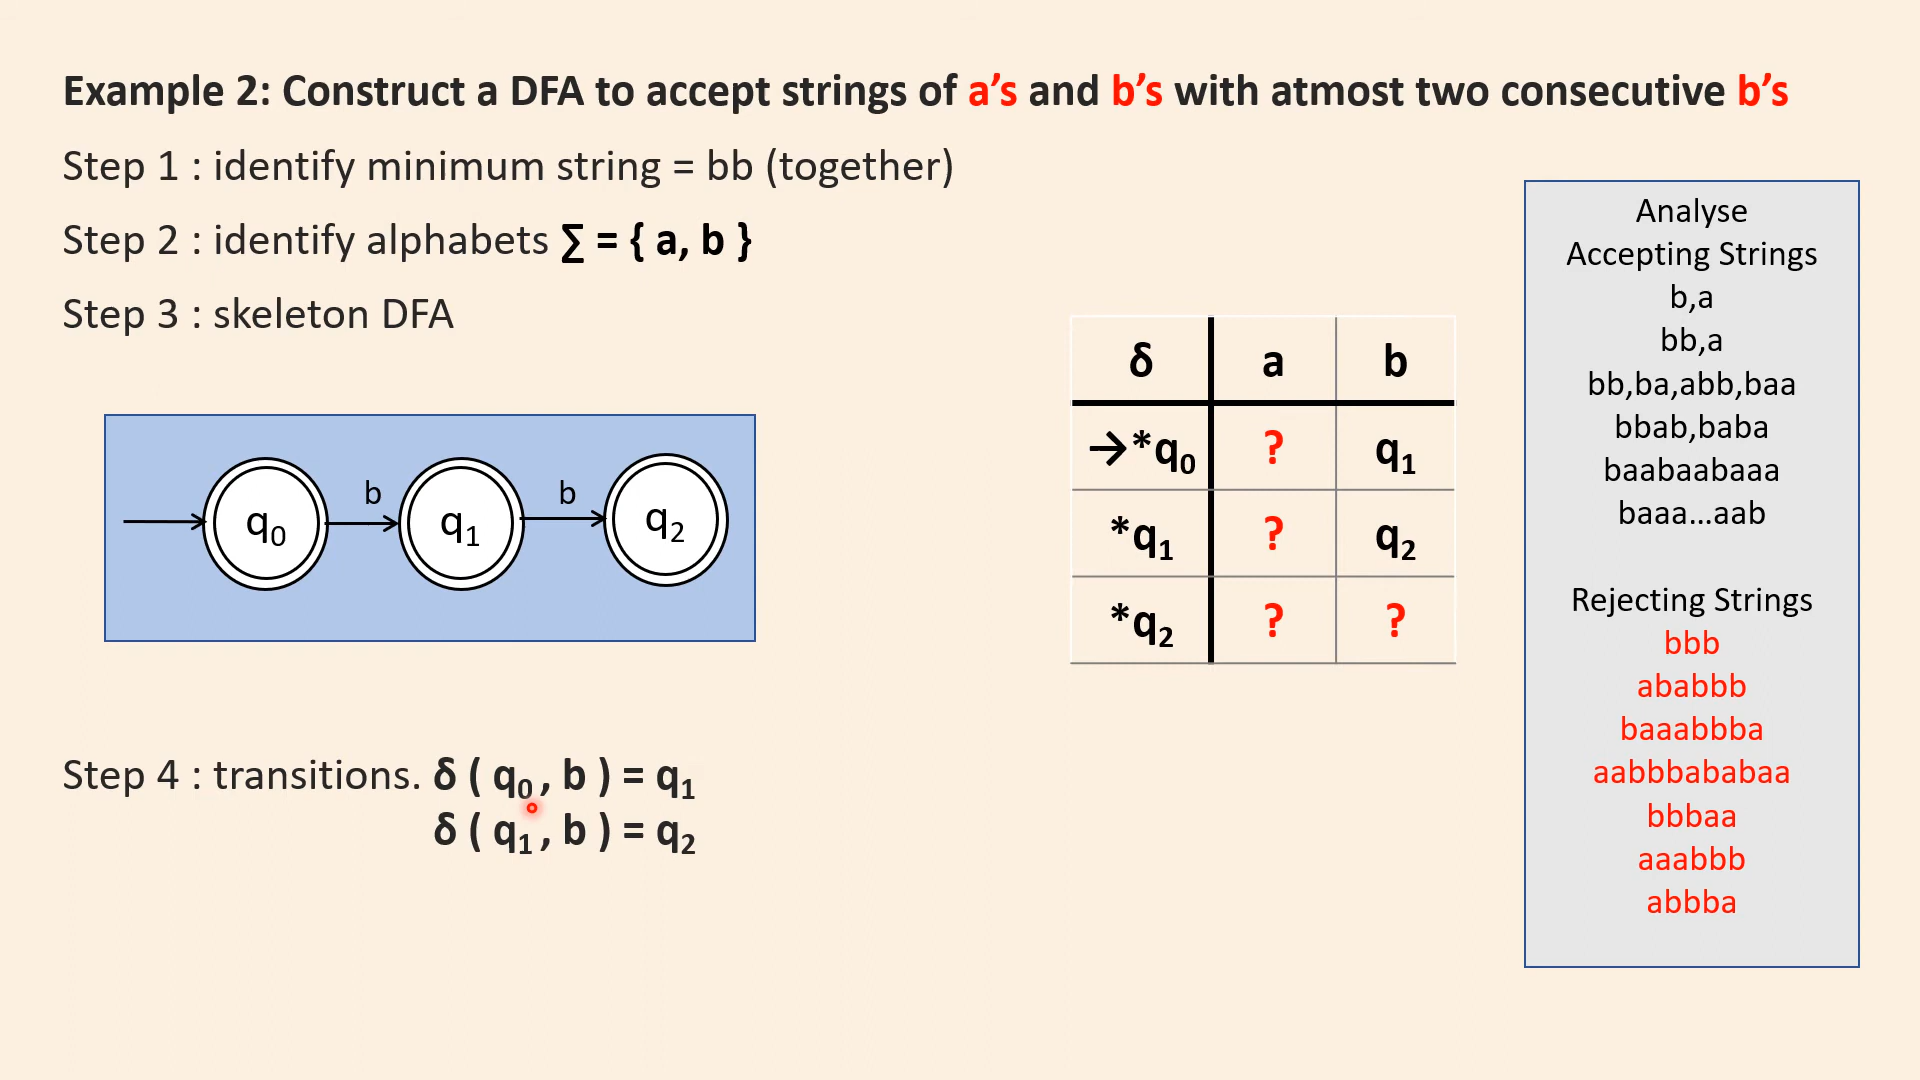 Example 2: Construct a DFA to accept strings of a’s and b’s with atmost two consecutive b’s
Step 1 : identify minimum string = bb (together)
Step 2 : identify alphabets ∑ = { a, b }
Step 3 : skeleton DFA
q0 b q1 b q2
δ a b
→*q0 ? q1
*q1 ? q2
*q2 ? ?
Step 4 : transitions. δ ( q0 , b ) = q1
δ ( q1 , b ) = q2
Analyse
Accepting Strings
b,a
bb,a
bb,ba,abb,baa
bbab,baba
baabaabaaa
baaa...aab
Rejecting Strings
bbb
ababbb
baaabbba
aabbbababaa
bbbaa
aaabbb
abbba